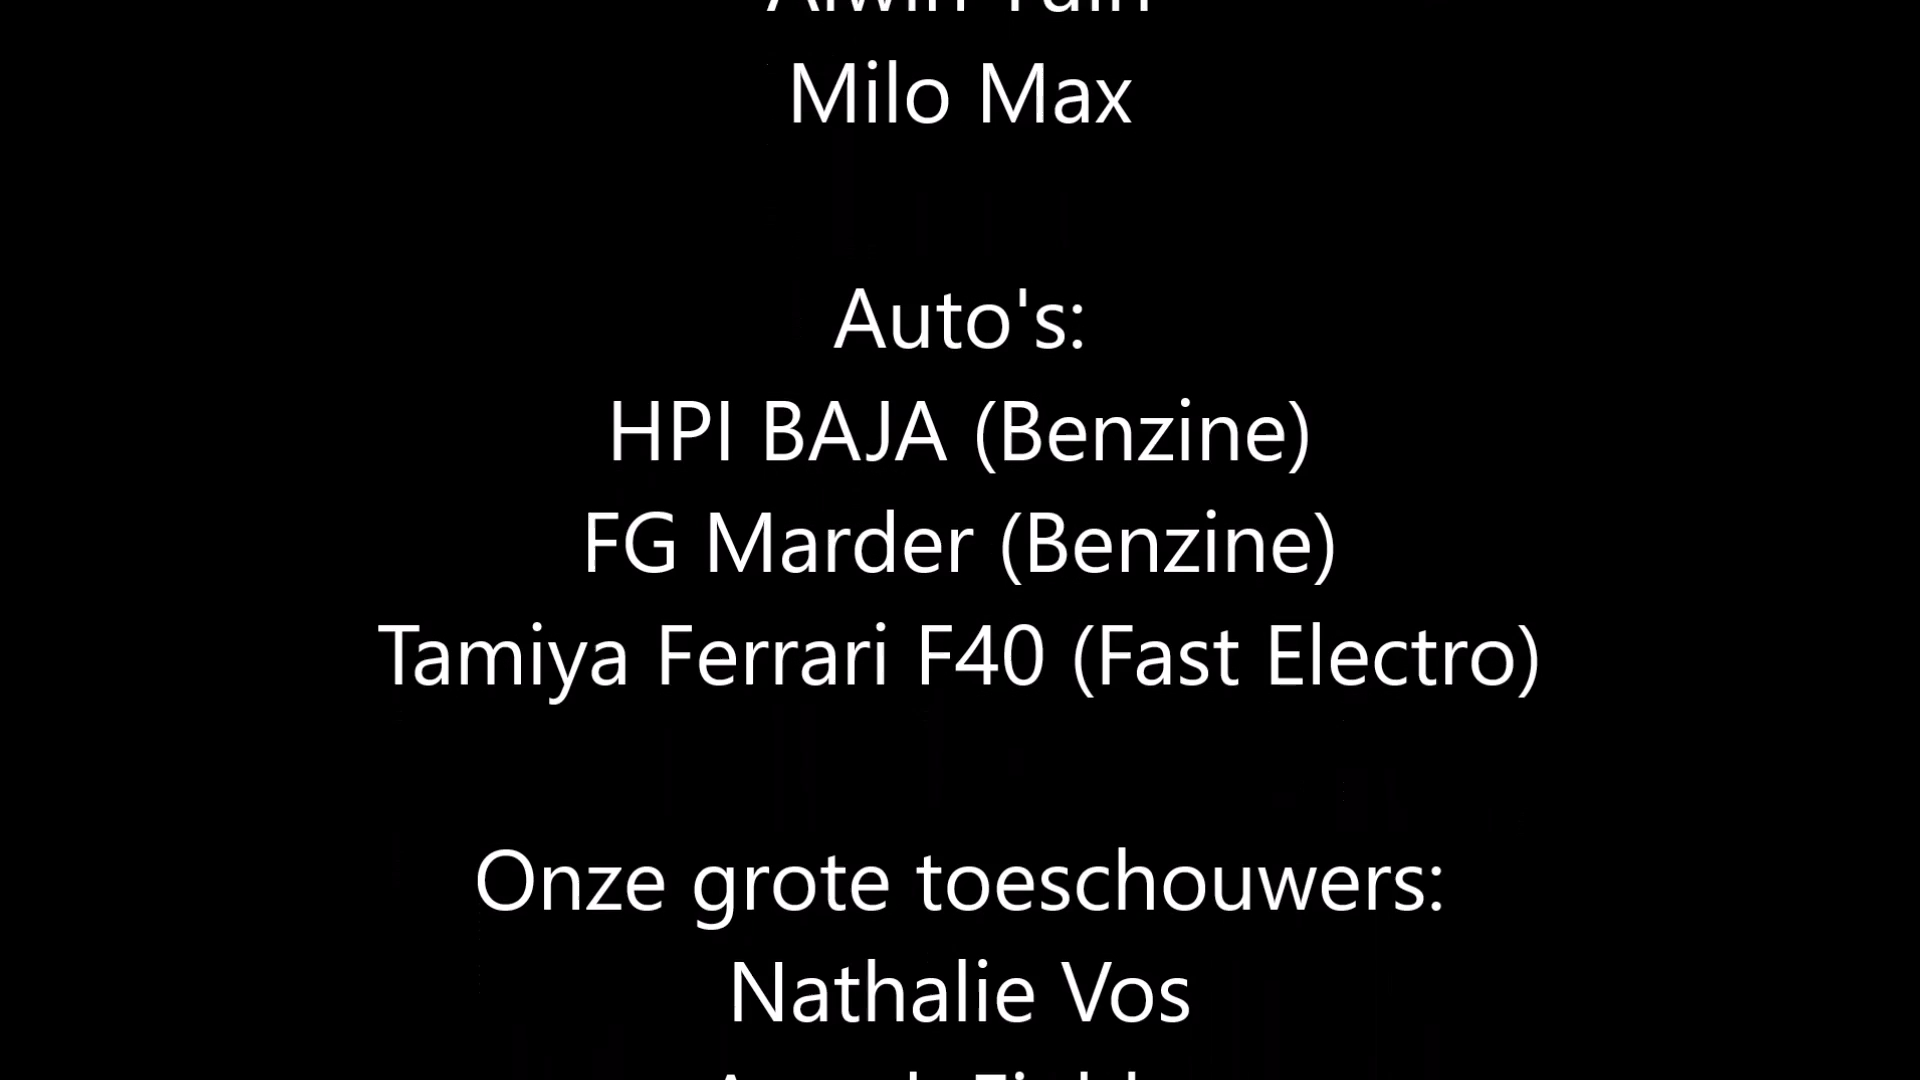 Milo Max
Auto's:
HPI BAJA (Benzine)
FG Marder (Benzine)
Tamiya Ferrari F40 (Fast Electro)
Onze grote toeschouwers:
Nathalie Vos